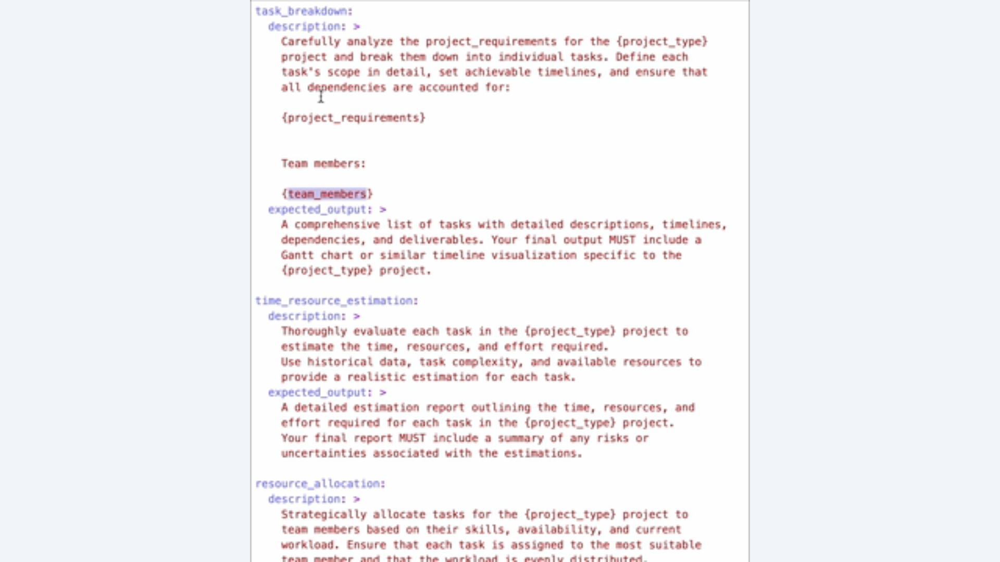 task_breakdown:
description: >
Carefully analyze the project_requirements for the {project_type}
project and break them down into individual tasks. Define each
task's scope in detail, set achievable timelines, and ensure that
all dependencies are accounted for:
{project_requirements}
Team members:
{team_members}
expected_output: >
A comprehensive list of tasks with detailed descriptions, timelines,
dependencies, and deliverables. Your final output MUST include a
Gantt chart or similar timeline visualization specific to the
{project_type} project.
time_resource_estimation:
description: >
Thoroughly evaluate each task in the {project_type} project to
estimate the time, resources, and effort required.
Use historical data, task complexity, and available resources to
provide a realistic estimation for each task.
expected_output: >
A detailed estimation report outlining the time, resources, and
effort required for each task in the {project_type} project.
Your final report MUST include a summary of any risks or
uncertainties associated with the estimations.
resource_allocation:
description: >
Strategically allocate tasks for the {project_type} project to
team members based on their skills, availability, and current
workload. Ensure that each task is assigned to the most suitable
team member and that the workload is evenly distributed.